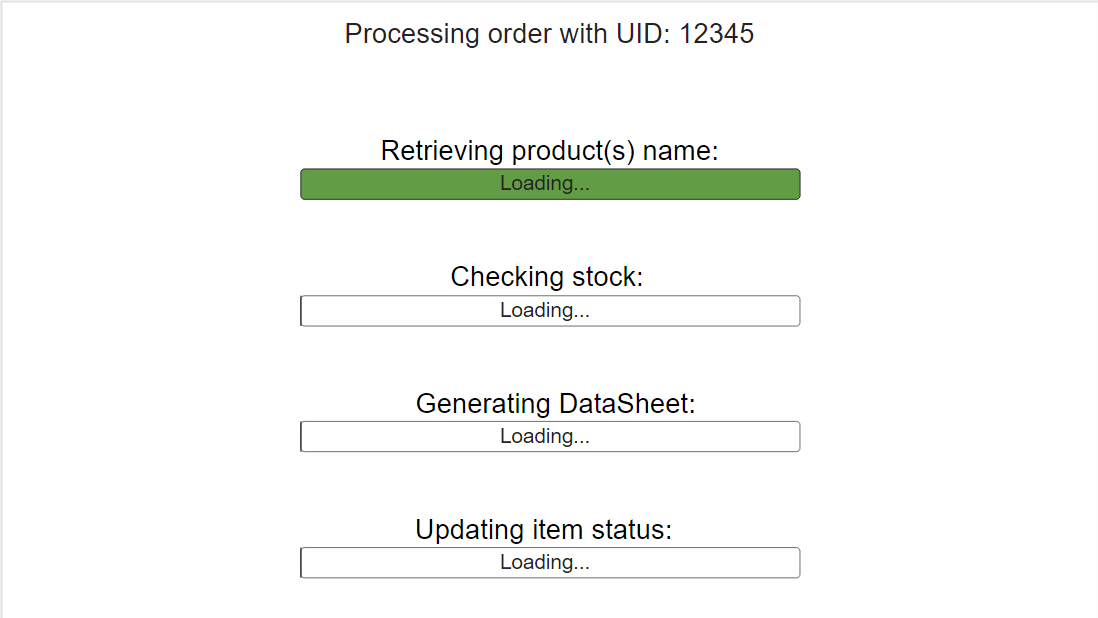 Processing order with UID: 12345
Retrieving product(s) name:
Loading...
Checking stock:
Loading...
Generating DataSheet:
Loading...
Updating item status:
Loading...